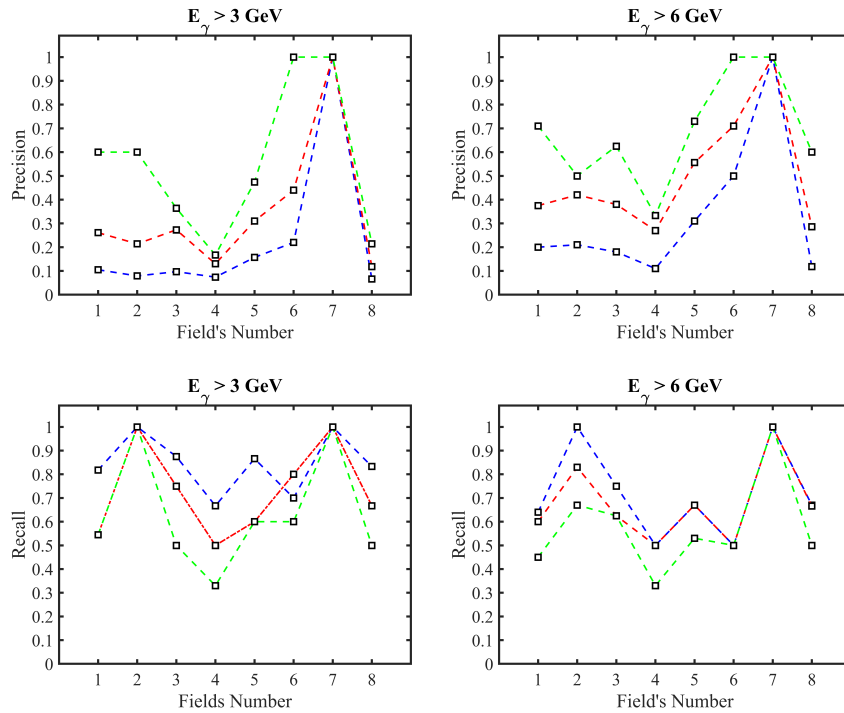 E_γ > 3 GeV
Precision
1
0.9
0.8
0.7
0.6
0.5
0.4
0.3
0.2
0.1
0
1 2 3 4 5 6 7 8
Field's Number
E_γ > 6 GeV
Precision
1
0.9
0.8
0.7
0.6
0.5
0.4
0.3
0.2
0.1
0
1 2 3 4 5 6 7 8
Field's Number
E_γ > 3 GeV
Recall
1
0.9
0.8
0.7
0.6
0.5
0.4
0.3
0.2
0.1
0
1 2 3 4 5 6 7 8
Fields Number
E_γ > 6 GeV
Recall
1
0.9
0.8
0.7
0.6
0.5
0.4
0.3
0.2
0.1
0
1 2 3 4 5 6 7 8
Field's Number